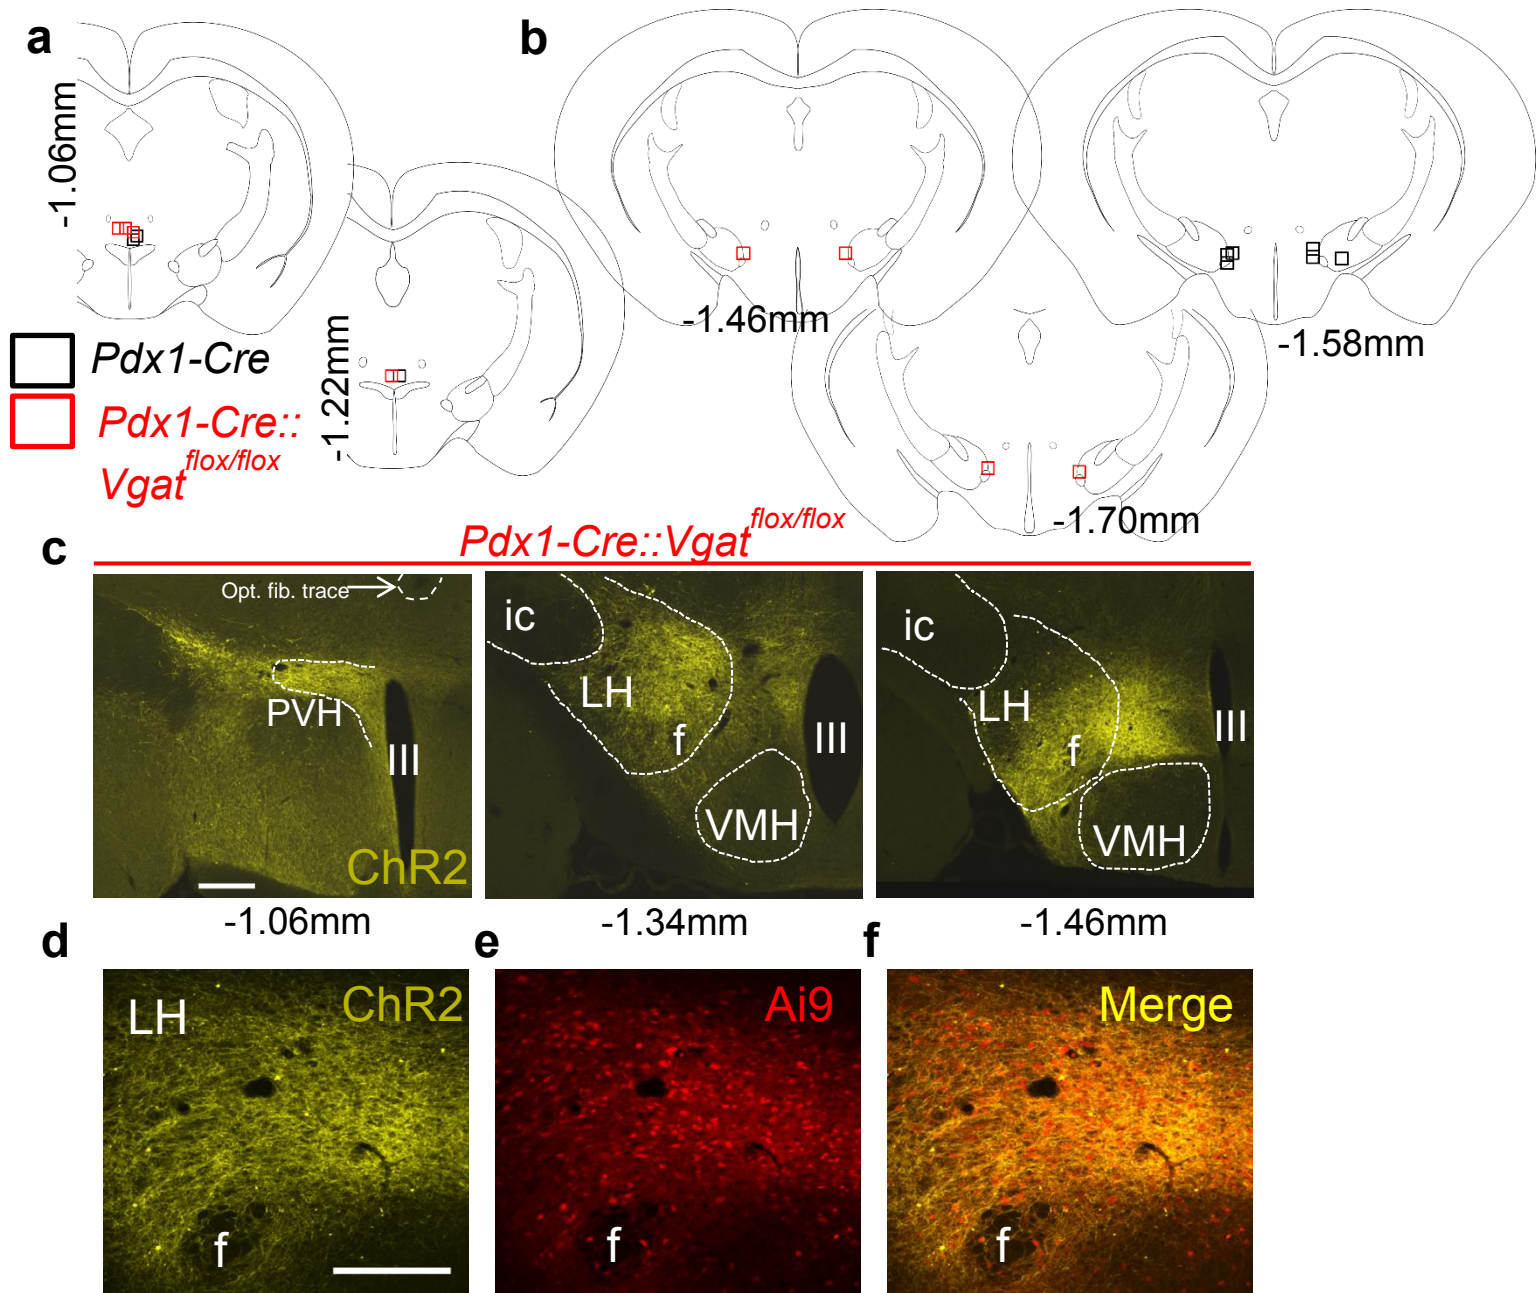 a
b
-1.06mm
-1.22mm
-1.46mm
-1.58mm
-1.70mm
Pdx1-Cre
Pdx1-Cre::
Vgat^flox/flox
c
Pdx1-Cre::Vgat^flox/flox
Opt. fib. trace
PVH
III
ChR2
-1.06mm
ic
LH
f
III
VMH
-1.34mm
ic
LH
f
III
VMH
-1.46mm
d
LH
ChR2
f
e
Ai9
f
f
Merge
f